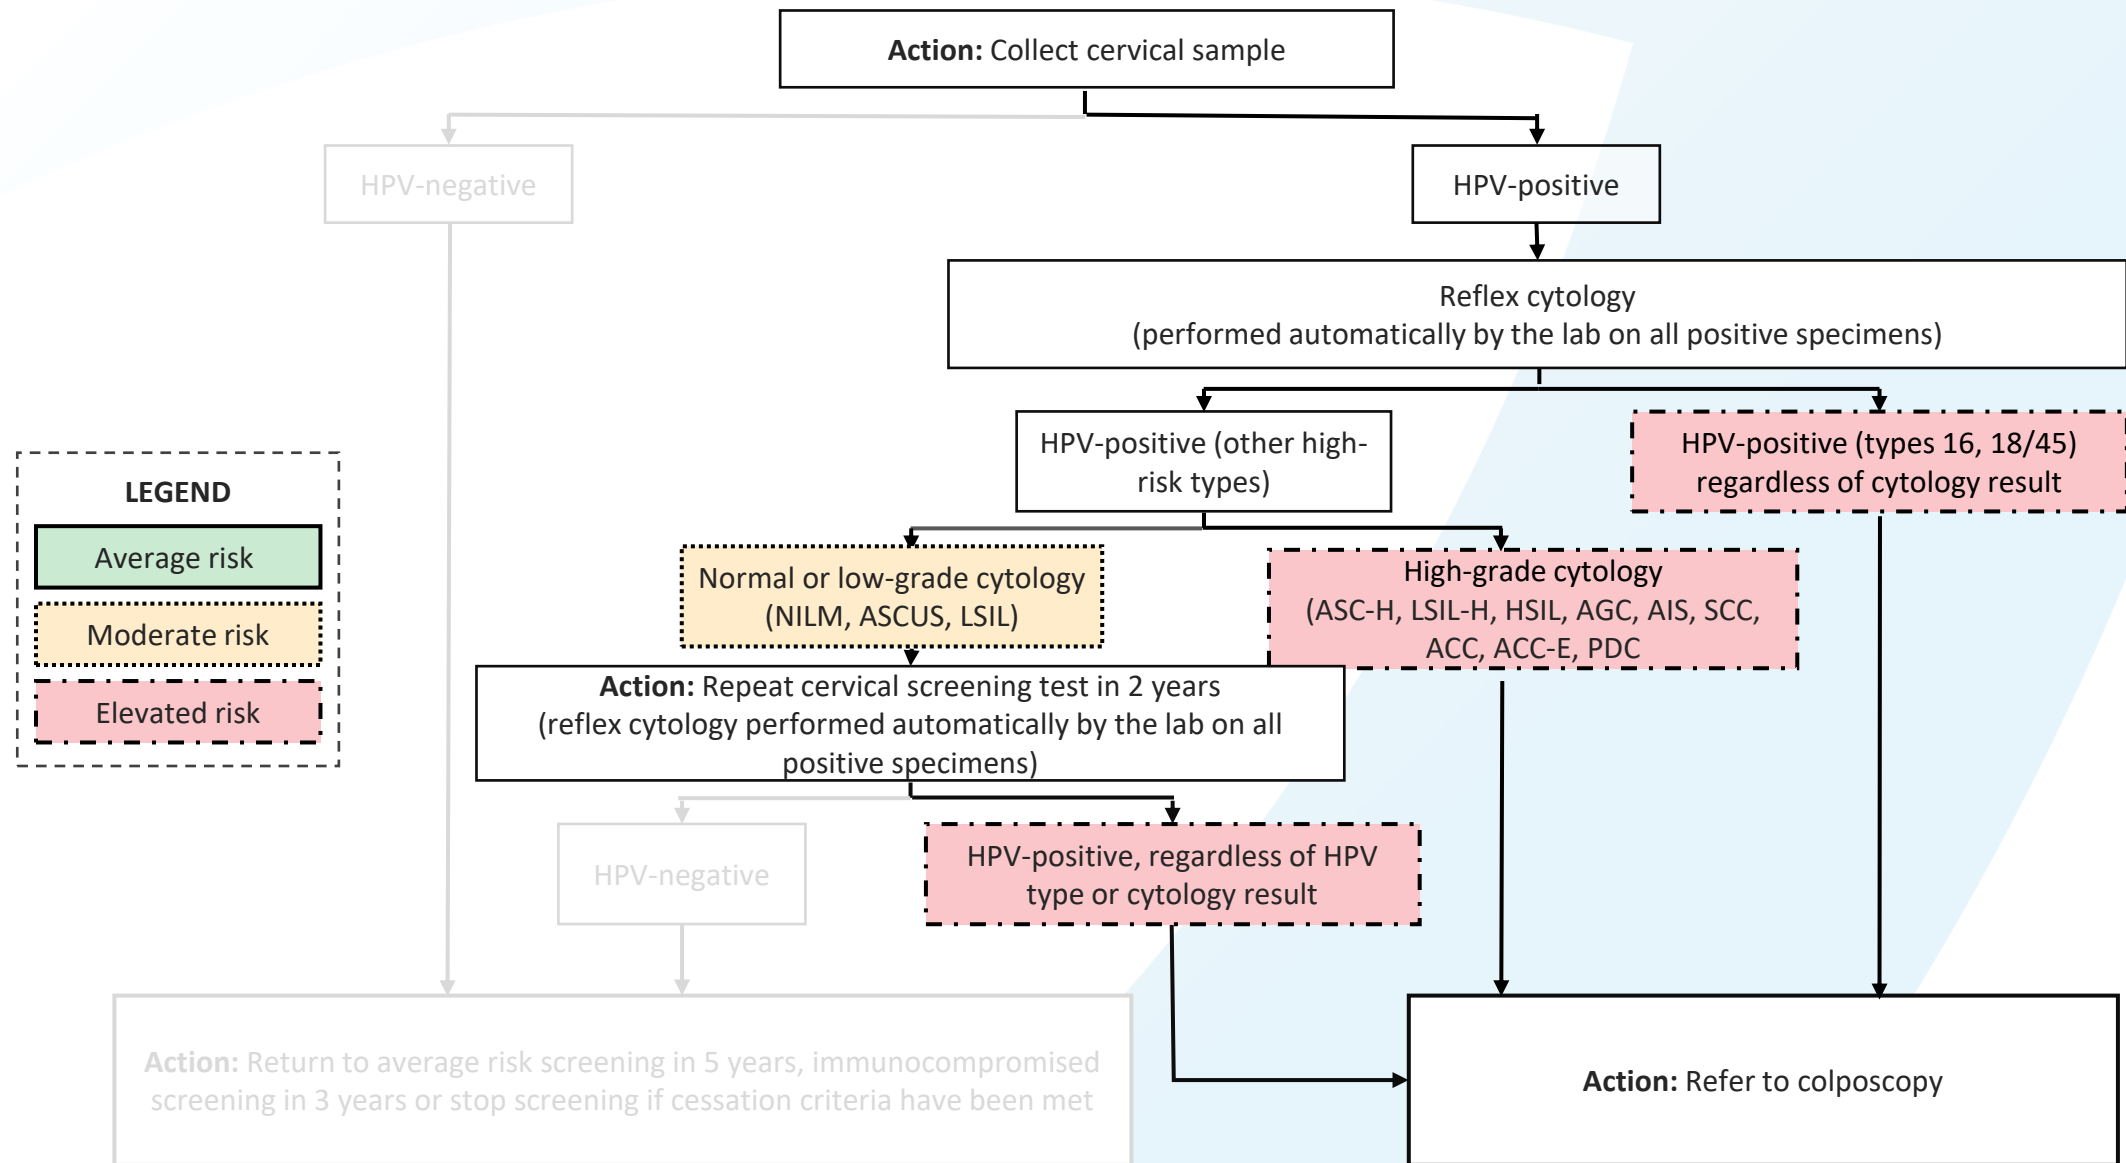 Action: Collect cervical sample
HPV-negative
HPV-positive
Reflex cytology
(performed automatically by the lab on all positive specimens)
HPV-positive (other high-
risk types)
HPV-positive (types 16, 18/45)
regardless of cytology result
LEGEND
Average risk
Moderate risk
Elevated risk
Normal or low-grade cytology
(NILM, ASCUS, LSIL)
High-grade cytology
(ASC-H, LSIL-H, HSIL, AGC, AIS, SCC,
ACC, ACC-E, PDC
Action: Repeat cervical screening test in 2 years
(reflex cytology performed automatically by the lab on all
positive specimens)
HPV-negative
HPV-positive, regardless of HPV
type or cytology result
Action: Return to average risk screening in 5 years, immunocompromised
screening in 3 years or stop screening if cessation criteria have been met
Action: Refer to colposcopy